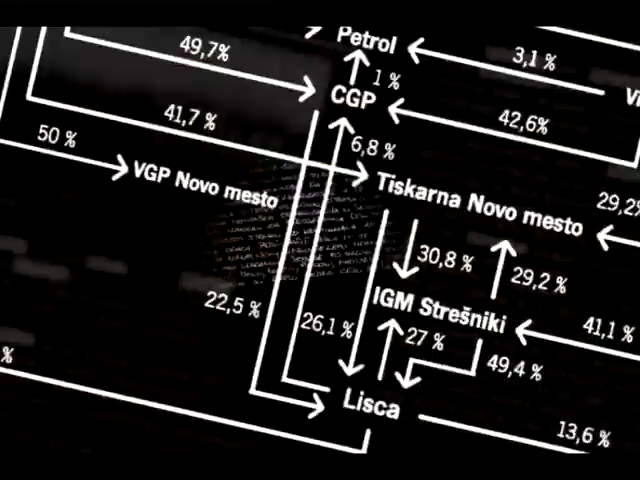 Petrol
49,7%
3,1 %
1 %
CGP
41,7 %
42,6%
50 %
6,8 %
VGP Novo mesto
Tiskarna Novo mesto
29,2%
30,8 %
29,2 %
IGM Strešniki
22,5 %
26,1 %
27 %
41,1 %
49,4 %
%
Lisca
13,6 %